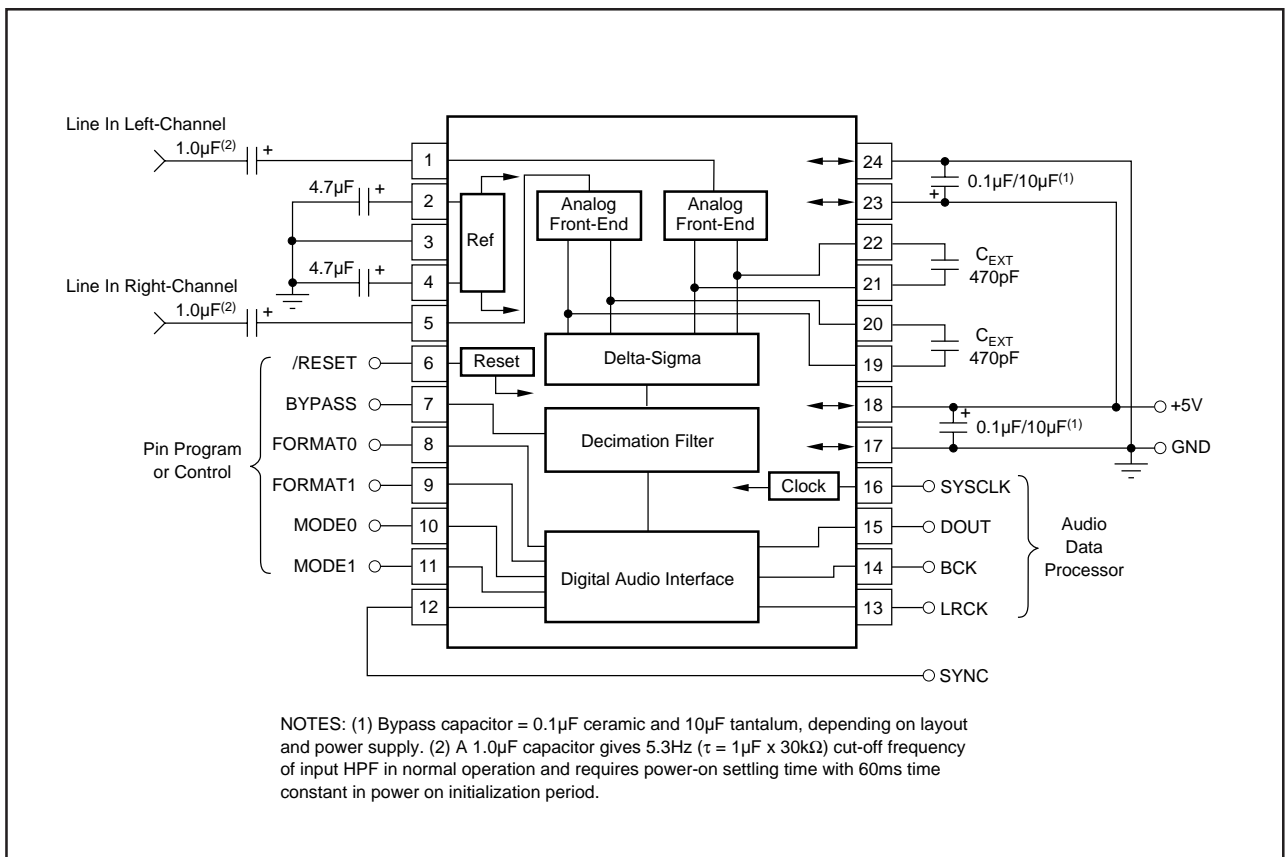 Line In Left-Channel
1.0µF(2)
+
4.7µF
+
4.7µF
+
Line In Right-Channel
1.0µF(2)
+
/RESET
BYPASS
FORMAT0
FORMAT1
MODE0
MODE1
Pin Program
or Control
1
2
3
4
5
6
7
8
9
10
11
12
Ref
Analog
Front-End
Analog
Front-End
Reset
Delta-Sigma
Decimation Filter
Clock
Digital Audio Interface
24
23
22
21
20
19
18
17
16
15
14
13
0.1µF/10µF(1)
+
CEXT
470pF
CEXT
470pF
+
0.1µF/10µF(1)
+5V
GND
SYSCLK
DOUT
BCK
LRCK
Audio
Data
Processor
SYNC
NOTES: (1) Bypass capacitor = 0.1µF ceramic and 10µF tantalum, depending on layout
and power supply. (2) A 1.0µF capacitor gives 5.3Hz (τ = 1µF x 30kΩ) cut-off frequency
of input HPF in normal operation and requires power-on settling time with 60ms time
constant in power on initialization period.